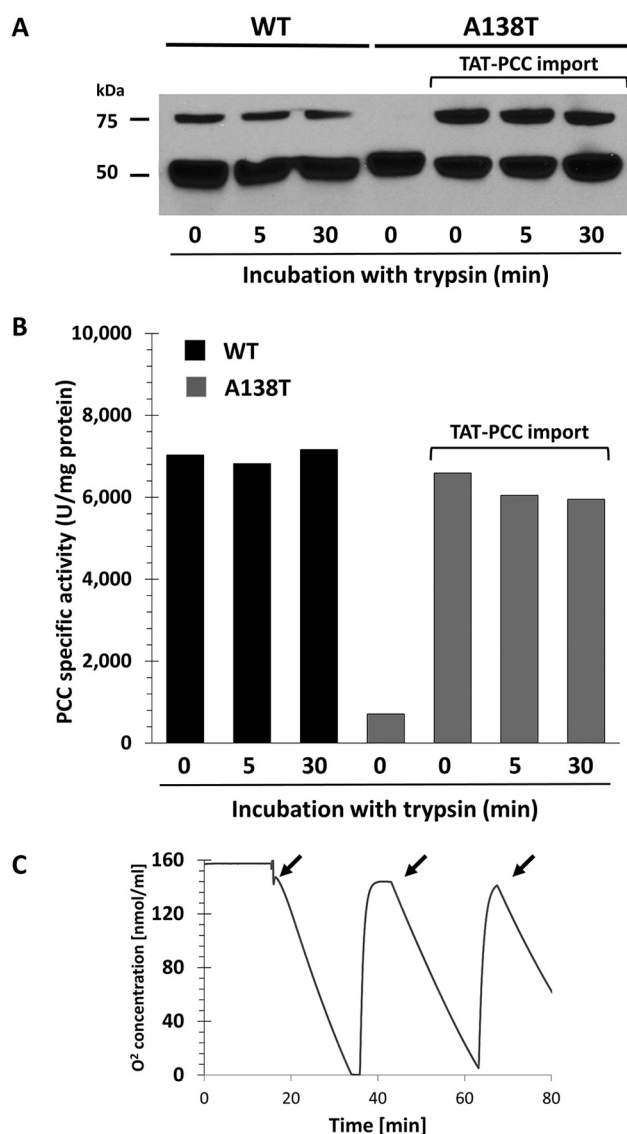 A
WT A138T
TAT-PCC import
kDa
75
50
0 5 30 0 0 5 30
Incubation with trypsin (min)
B
10,000
8,000
6,000
4,000
2,000
0
PCC specific activity (U/mg protein)
WT
A138T
TAT-PCC import
0 5 30 0 0 5 30
Incubation with trypsin (min)
C
160
120
80
40
0
O² concentration [nmol/ml]
0 20 40 60 80
Time [min]